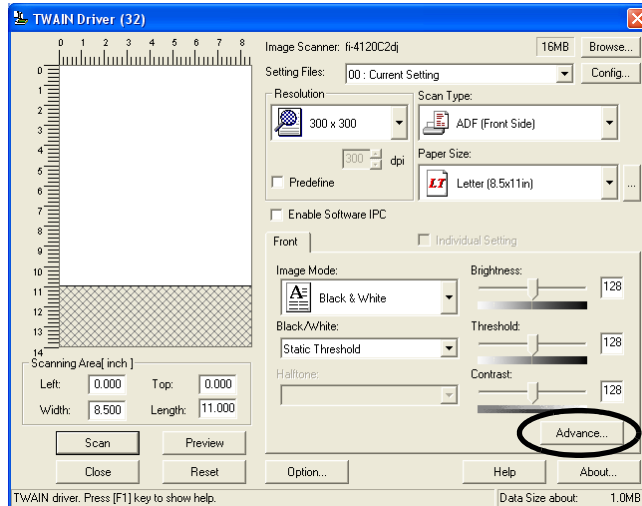 TWAIN Driver (32)
0 1 2 3 4 5 6 7 8
0
1
2
3
4
5
6
7
8
9
10
11
12
13
14
Image Scanner: fi-4120C2dj 16MB Browse...
Setting Files: 00 : Current Setting Config...
Resolution
300 x 300
300 dpi
Predefine
Scan Type:
ADF (Front Side)
Paper Size:
LT Letter (8.5x11in) ...
Enable Software IPC
Front Individual Setting
Image Mode:
A Black & White
Black/White:
Static Threshold
Halftone:
Brightness:
128
Threshold:
128
Contrast:
128
Advance...
Scanning Area[ inch ]
Left: 0.000 Top: 0.000
Width: 8.500 Length: 11.000
Scan Preview
Close Reset Option... Help About...
TWAIN driver. Press [F1] key to show help. Data Size about: 1.0MB